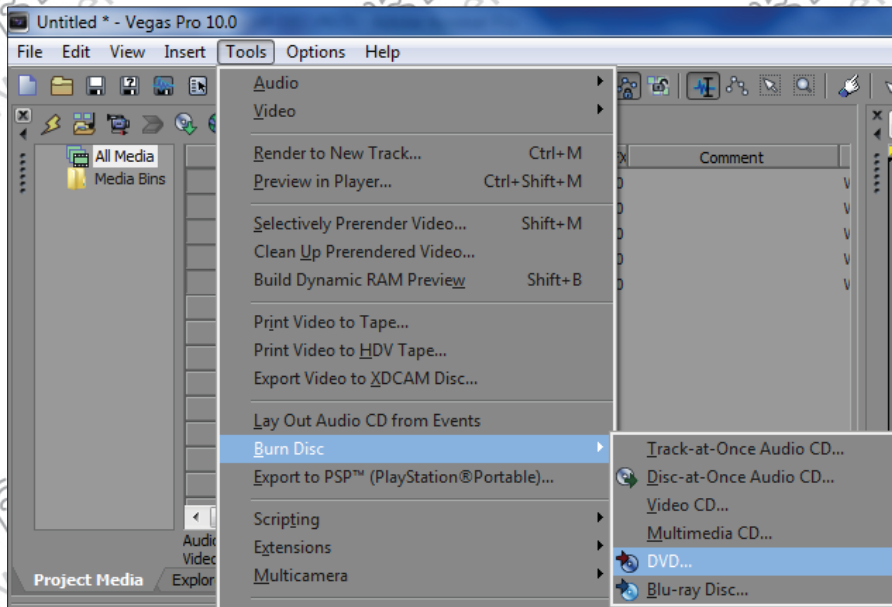 Untitled * - Vegas Pro 10.0
File Edit View Insert Tools Options Help
Audio
Video
All Media
Media Bins
Comment
Render to New Track... Ctrl+M
Preview in Player... Ctrl+Shift+M
Selectively Prerender Video... Shift+M
Clean Up Prerendered Video...
Build Dynamic RAM Preview Shift+B
Print Video to Tape...
Print Video to HDV Tape...
Export Video to XDCAM Disc...
Lay Out Audio CD from Events
Burn Disc
Export to PSP™ (PlayStation®Portable)...
Scripting
Extensions
Multicamera
Track-at-Once Audio CD...
Disc-at-Once Audio CD...
Video CD...
Multimedia CD...
DVD...
Blu-ray Disc...
Project Media